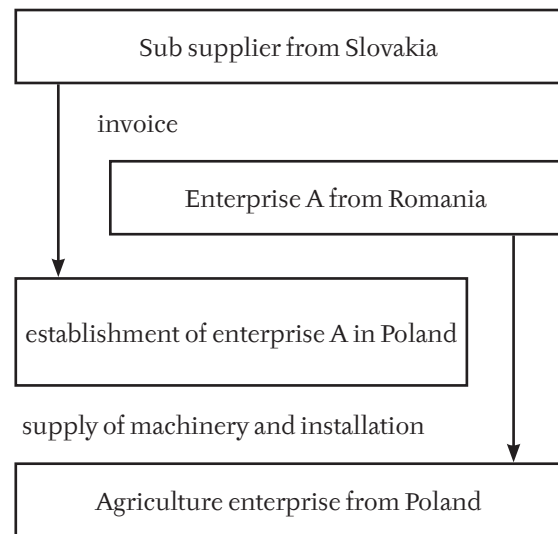 Sub supplier from Slovakia
invoice
Enterprise A from Romania
establishment of enterprise A in Poland
supply of machinery and installation
Agriculture enterprise from Poland